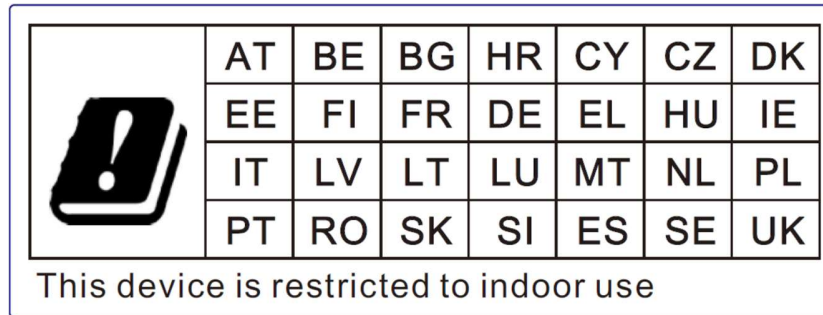 AT BE BG HR CY CZ DK
EE FI FR DE EL HU IE
IT LV LT LU MT NL PL
PT RO SK SI ES SE UK
This device is restricted to indoor use